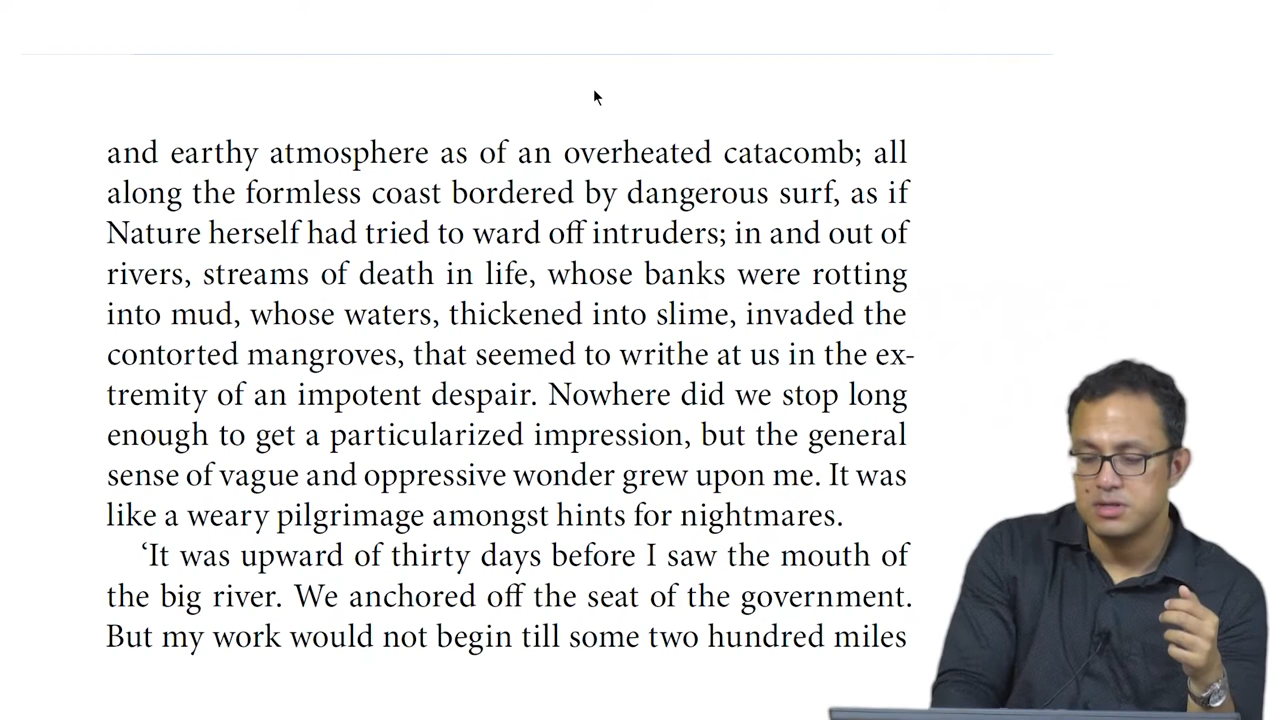 and earthy atmosphere as of an overheated catacomb; all
along the formless coast bordered by dangerous surf, as if
Nature herself had tried to ward off intruders; in and out of
rivers, streams of death in life, whose banks were rotting
into mud, whose waters, thickened into slime, invaded the
contorted mangroves, that seemed to writhe at us in the ex-
tremity of an impotent despair. Nowhere did we stop long
enough to get a particularized impression, but the general
sense of vague and oppressive wonder grew upon me. It was
like a weary pilgrimage amongst hints for nightmares.
‘It was upward of thirty days before I saw the mouth of
the big river. We anchored off the seat of the government.
But my work would not begin till some two hundred miles